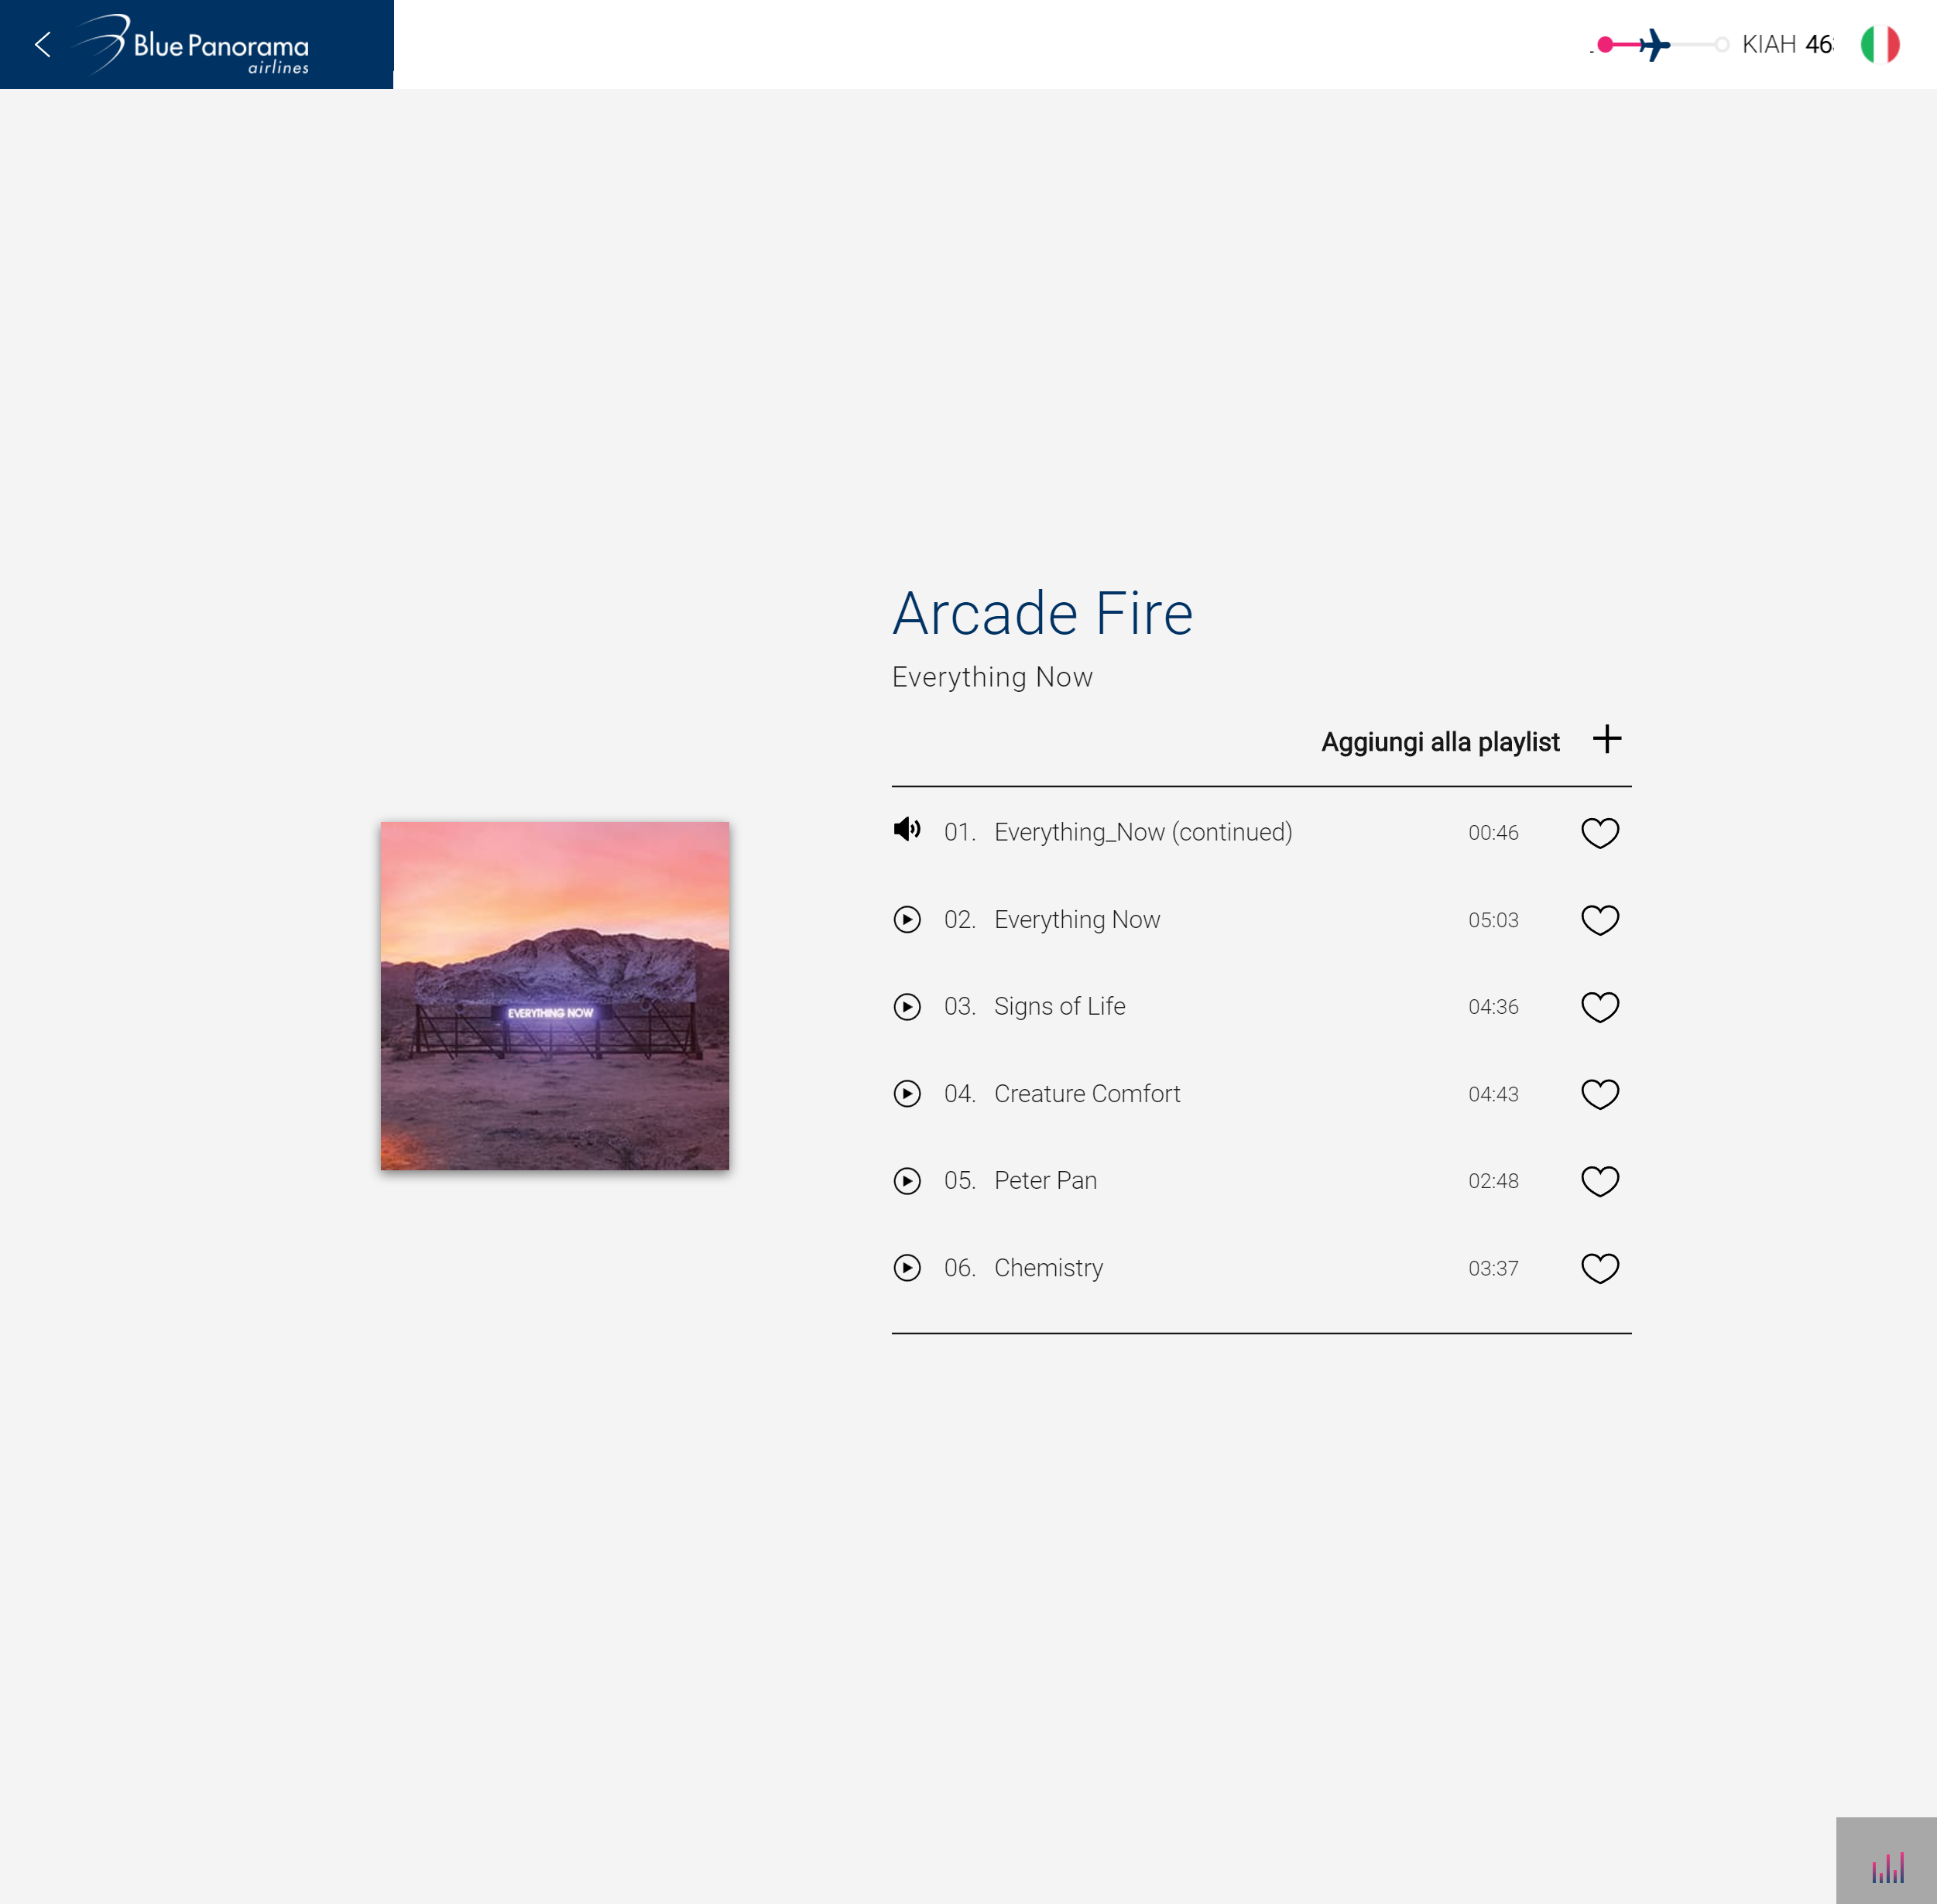 Blue Panorama
airlines
KIAH 46
Arcade Fire
Everything Now
Aggiungi alla playlist
01. Everything_Now (continued) 00:46
02. Everything Now 05:03
03. Signs of Life 04:36
04. Creature Comfort 04:43
05. Peter Pan 02:48
06. Chemistry 03:37
EVERYTHING NOW